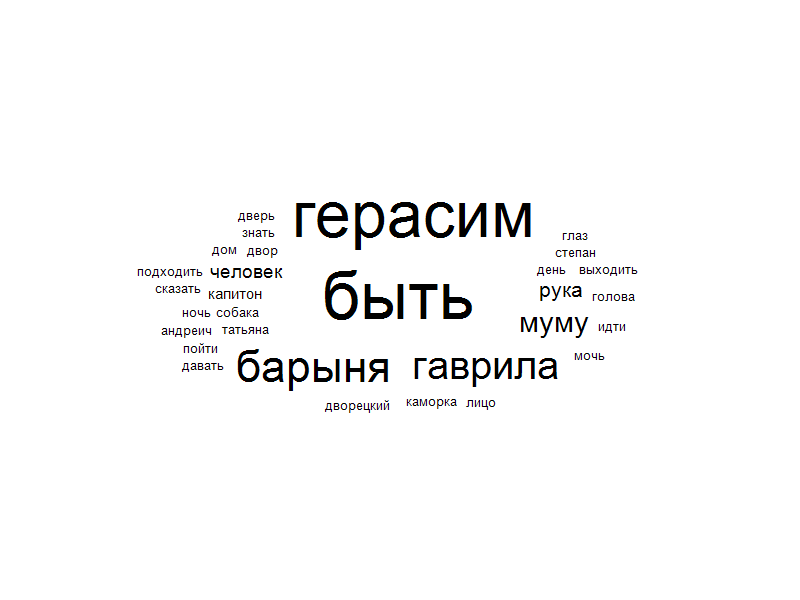 герасим
быть
барыня гаврила
муму
рука
человек
дверь
знать
дом двор
подходить
сказать капитон
ночь собака
андреич татьяна
пойти
давать
дворецкий каморка лицо
глаз
степан
день выходить
голова
идти
мочь